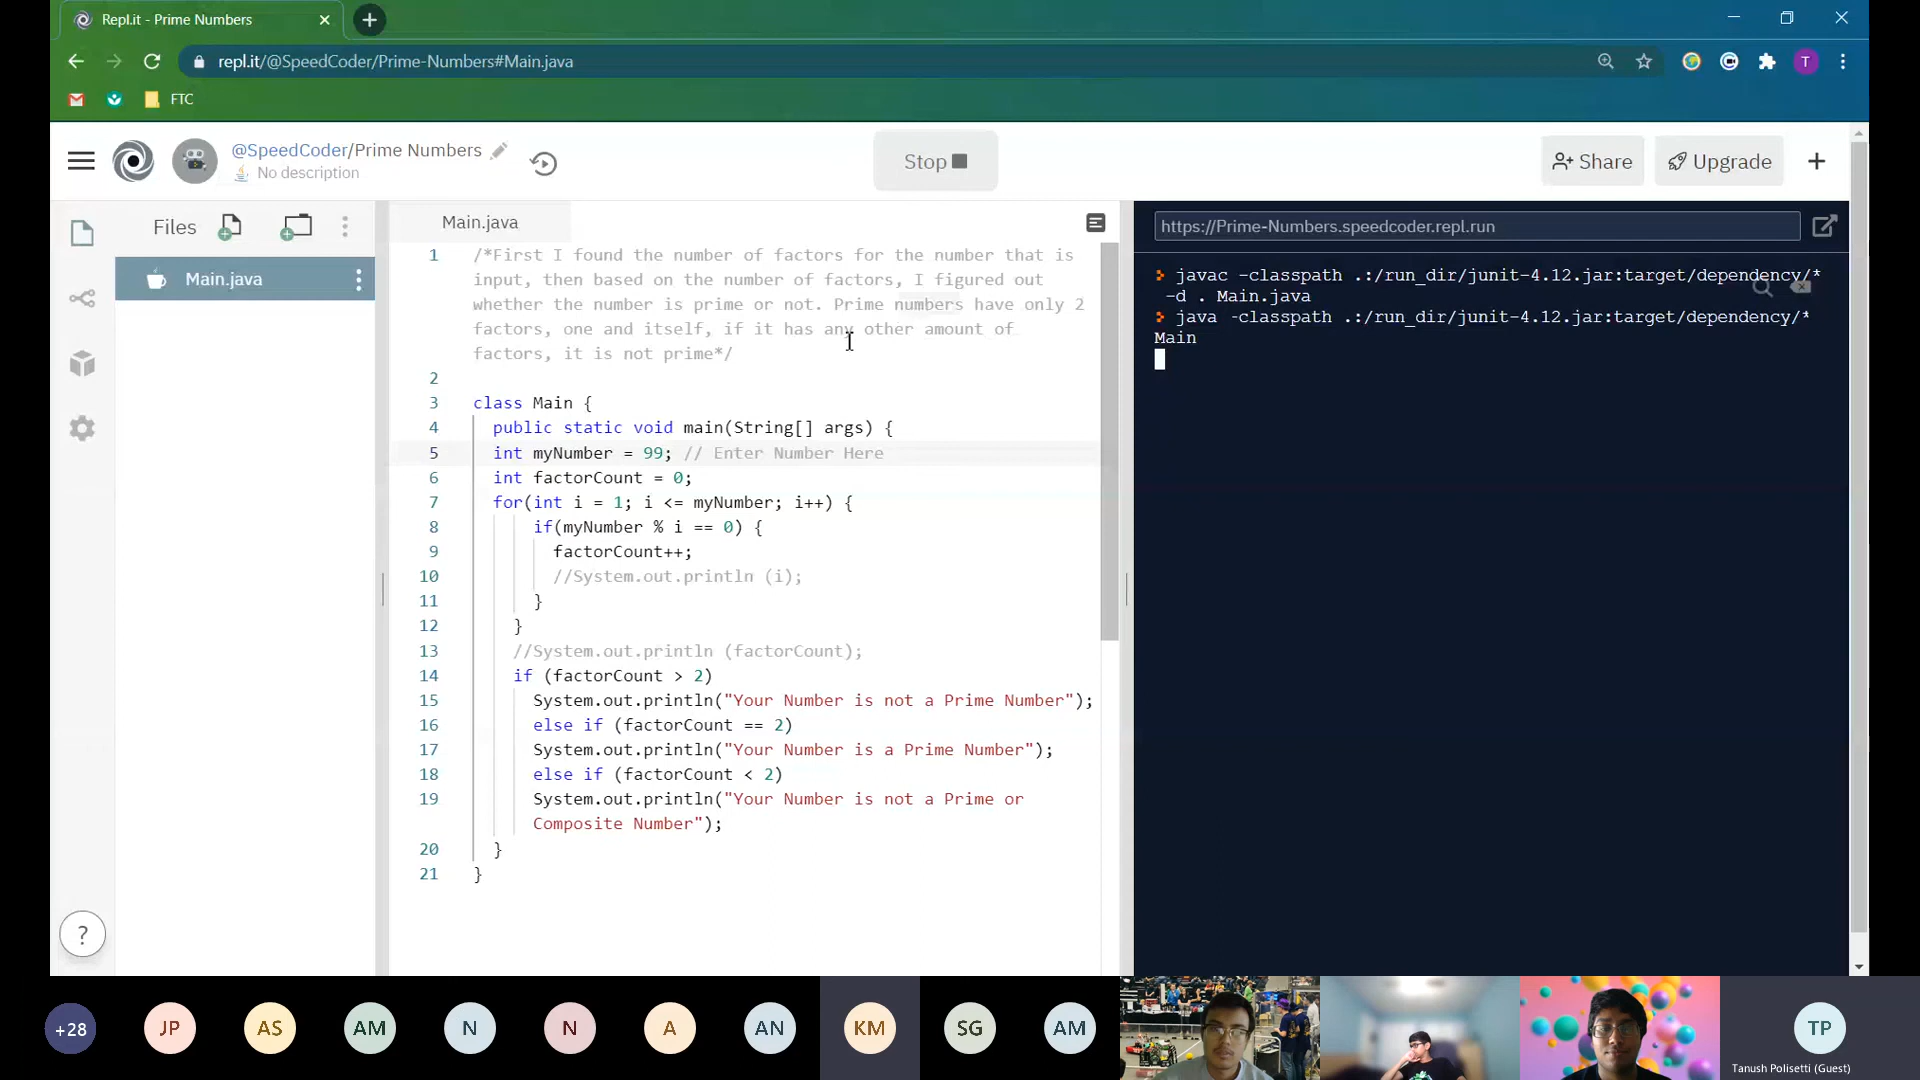 Repl.it - Prime Numbers
repl.it/@SpeedCoder/Prime-Numbers#Main.java
T
FTC
@SpeedCoder/Prime Numbers
No description
Stop
Share
Upgrade
Files
Main.java
Main.java
1 /*First I found the number of factors for the number that is
input, then based on the number of factors, I figured out
whether the number is prime or not. Prime numbers have only 2
factors, one and itself, if it has any other amount of
factors, it is not prime*/
2
3 class Main {
4 public static void main(String[] args) {
5 int myNumber = 99; // Enter Number Here
6 int factorCount = 0;
7 for(int i = 1; i <= myNumber; i++) {
8 if(myNumber % i == 0) {
9 factorCount++;
10 //System.out.println (i);
11 }
12 }
13 //System.out.println (factorCount);
14 if (factorCount > 2)
15 System.out.println("Your Number is not a Prime Number");
16 else if (factorCount == 2)
17 System.out.println("Your Number is a Prime Number");
18 else if (factorCount < 2)
19 System.out.println("Your Number is not a Prime or
Composite Number");
20 }
21 }
https://Prime-Numbers.speedcoder.repl.run
javac -classpath .:/run_dir/junit-4.12.jar:target/dependency/*
-d . Main.java
java -classpath .:/run_dir/junit-4.12.jar:target/dependency/*
Main
?
+28
JP
AS
AM
N
N
A
AN
KM
SG
AM
TP
Tanush Polisetti (Guest)